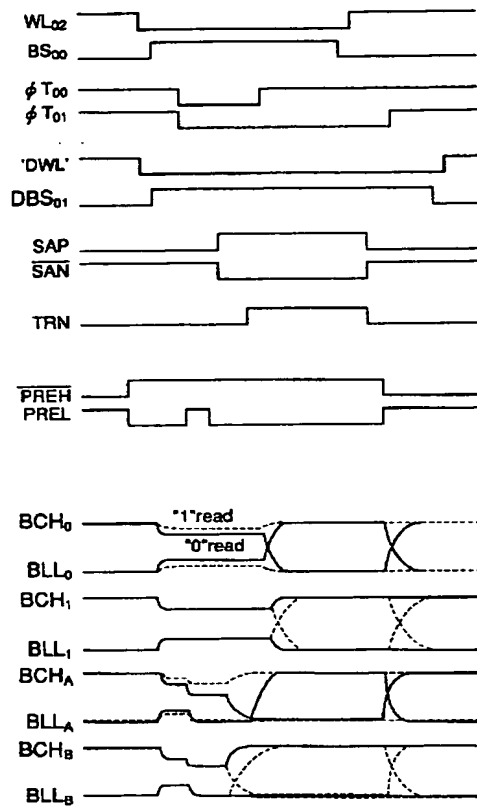 WL02
BS00
φT00
φT01
'DWL'
DBS01
SAP
SAN
TRN
PREH
PREL
BCH0
"1"read
"0"read
BLL0
BCH1
BLL1
BCHA
BLLA
BCHB
BLLB